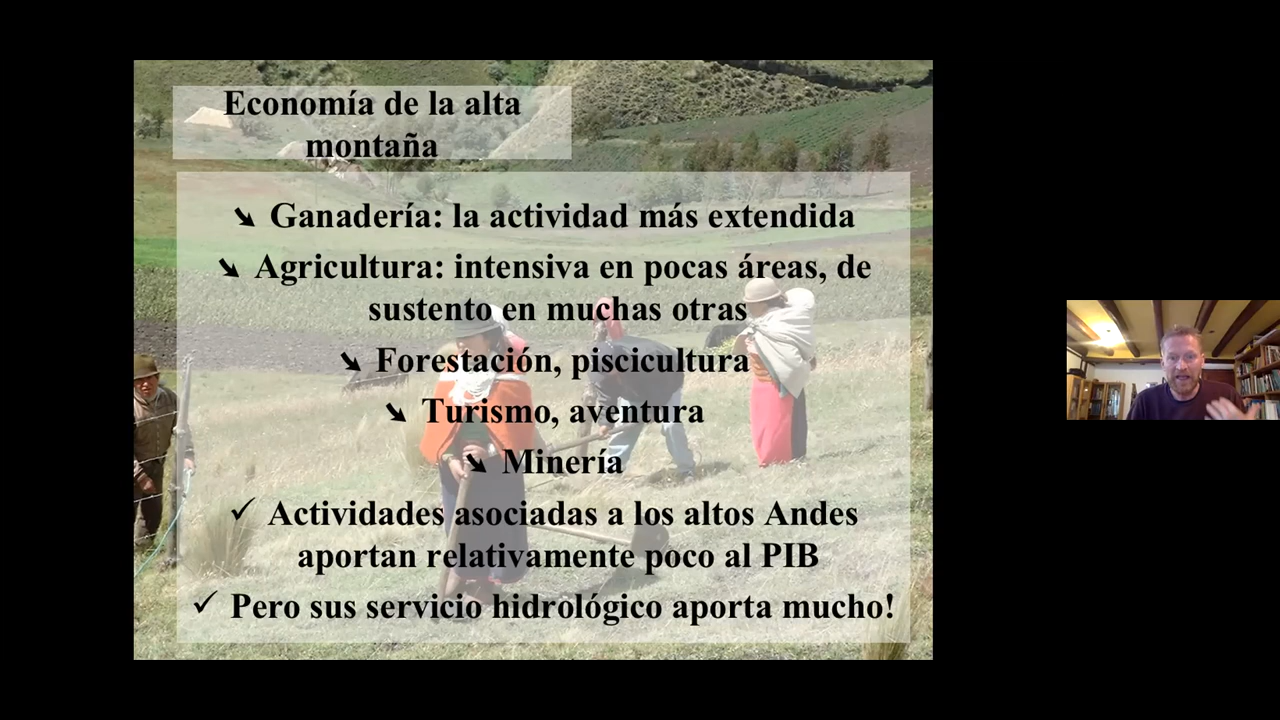 Economía de la alta
montaña
➘ Ganadería: la actividad más extendida
➘ Agricultura: intensiva en pocas áreas, de
sustento en muchas otras
➘ Forestación, piscicultura
➘ Turismo, aventura
➘ Minería
✓ Actividades asociadas a los altos Andes
aportan relativamente poco al PIB
✓ Pero sus servicio hidrológico aporta mucho!